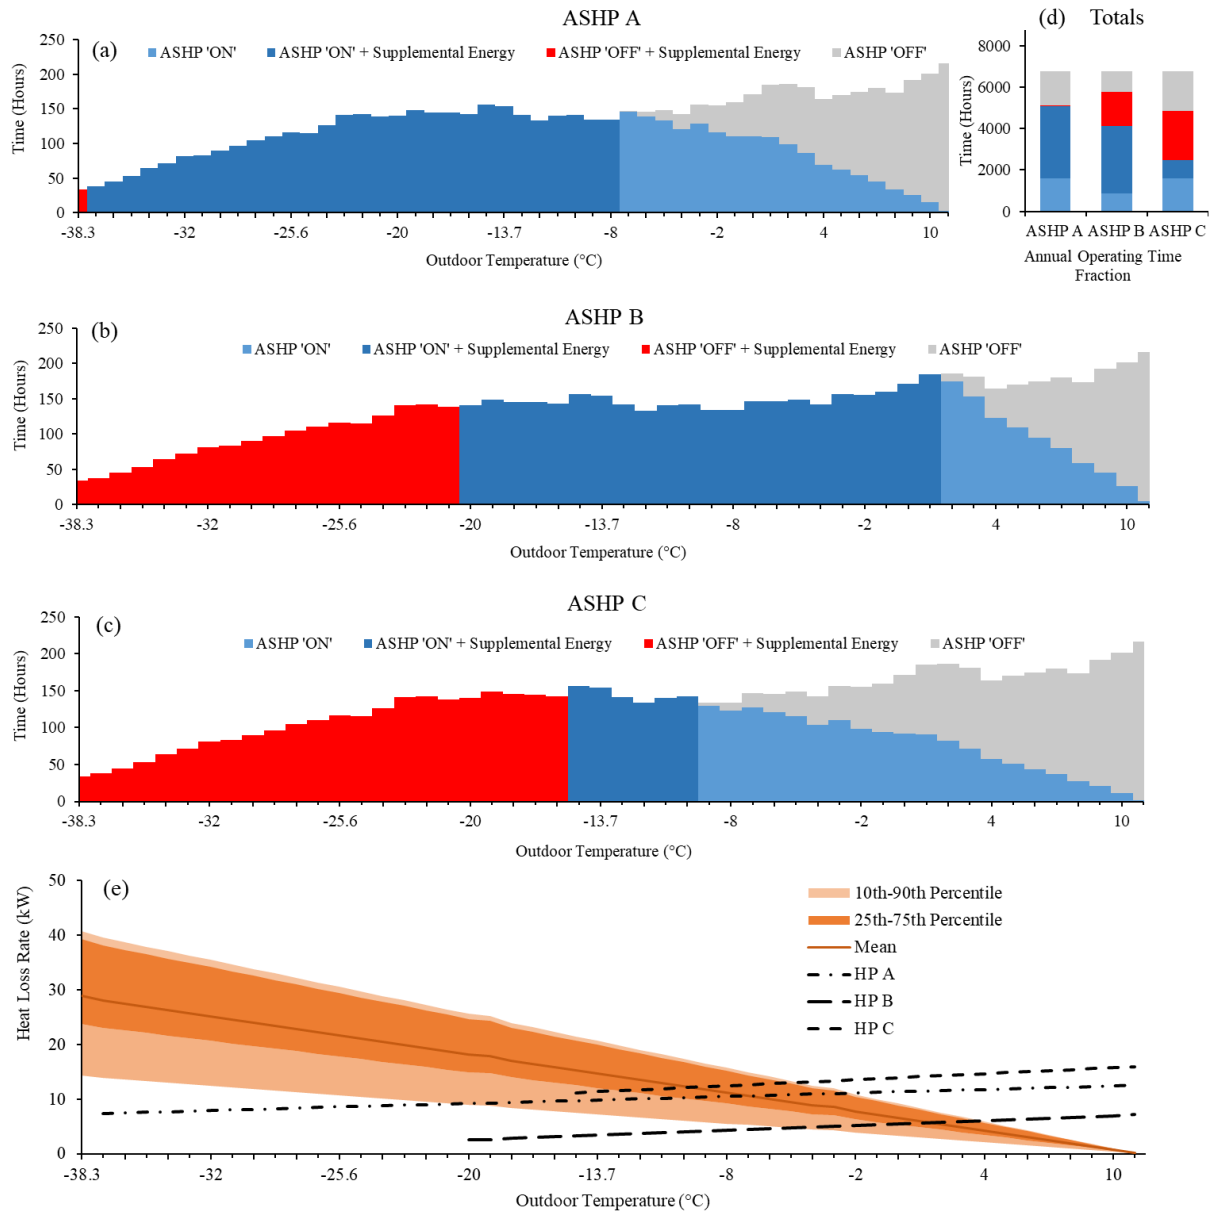 ASHP A
(a)
ASHP 'ON'
ASHP 'ON' + Supplemental Energy
ASHP 'OFF' + Supplemental Energy
ASHP 'OFF'
Time (Hours)
250
200
150
100
50
0
-38.3 -32 -25.6 -20 -13.7 -8 -2 4 10
Outdoor Temperature (°C)
(d) Totals
Time (Hours)
8000
6000
4000
2000
0
ASHP A ASHP B ASHP C
Annual Operating Time
Fraction
ASHP B
(b)
ASHP 'ON'
ASHP 'ON' + Supplemental Energy
ASHP 'OFF' + Supplemental Energy
ASHP 'OFF'
Time (Hours)
250
200
150
100
50
0
-38.3 -32 -25.6 -20 -13.7 -8 -2 4 10
Outdoor Temperature (°C)
ASHP C
(c)
ASHP 'ON'
ASHP 'ON' + Supplemental Energy
ASHP 'OFF' + Supplemental Energy
ASHP 'OFF'
Time (Hours)
250
200
150
100
50
0
-38.3 -32 -25.6 -20 -13.7 -8 -2 4 10
Outdoor Temperature (°C)
(e)
10th-90th Percentile
25th-75th Percentile
Mean
HP A
HP B
HP C
Heat Loss Rate (kW)
50
40
30
20
10
0
-38.3 -32 -25.6 -20 -13.7 -8 -2 4 10
Outdoor Temperature (°C)